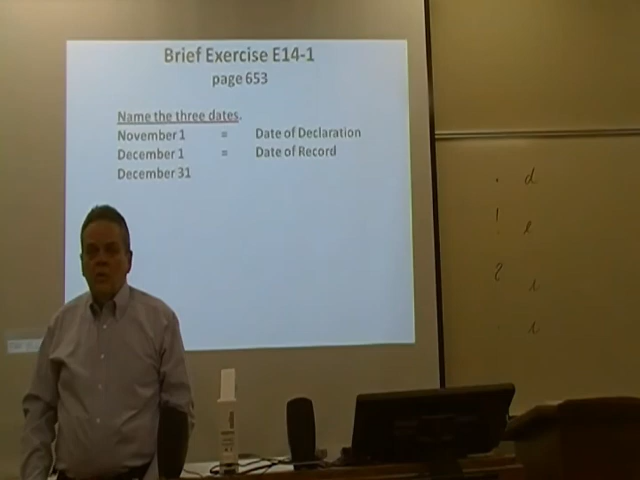 Brief Exercise E14-1
page 653
Name the three dates.
November 1 = Date of Declaration
December 1 = Date of Record
December 31
. d
! e
? i
i